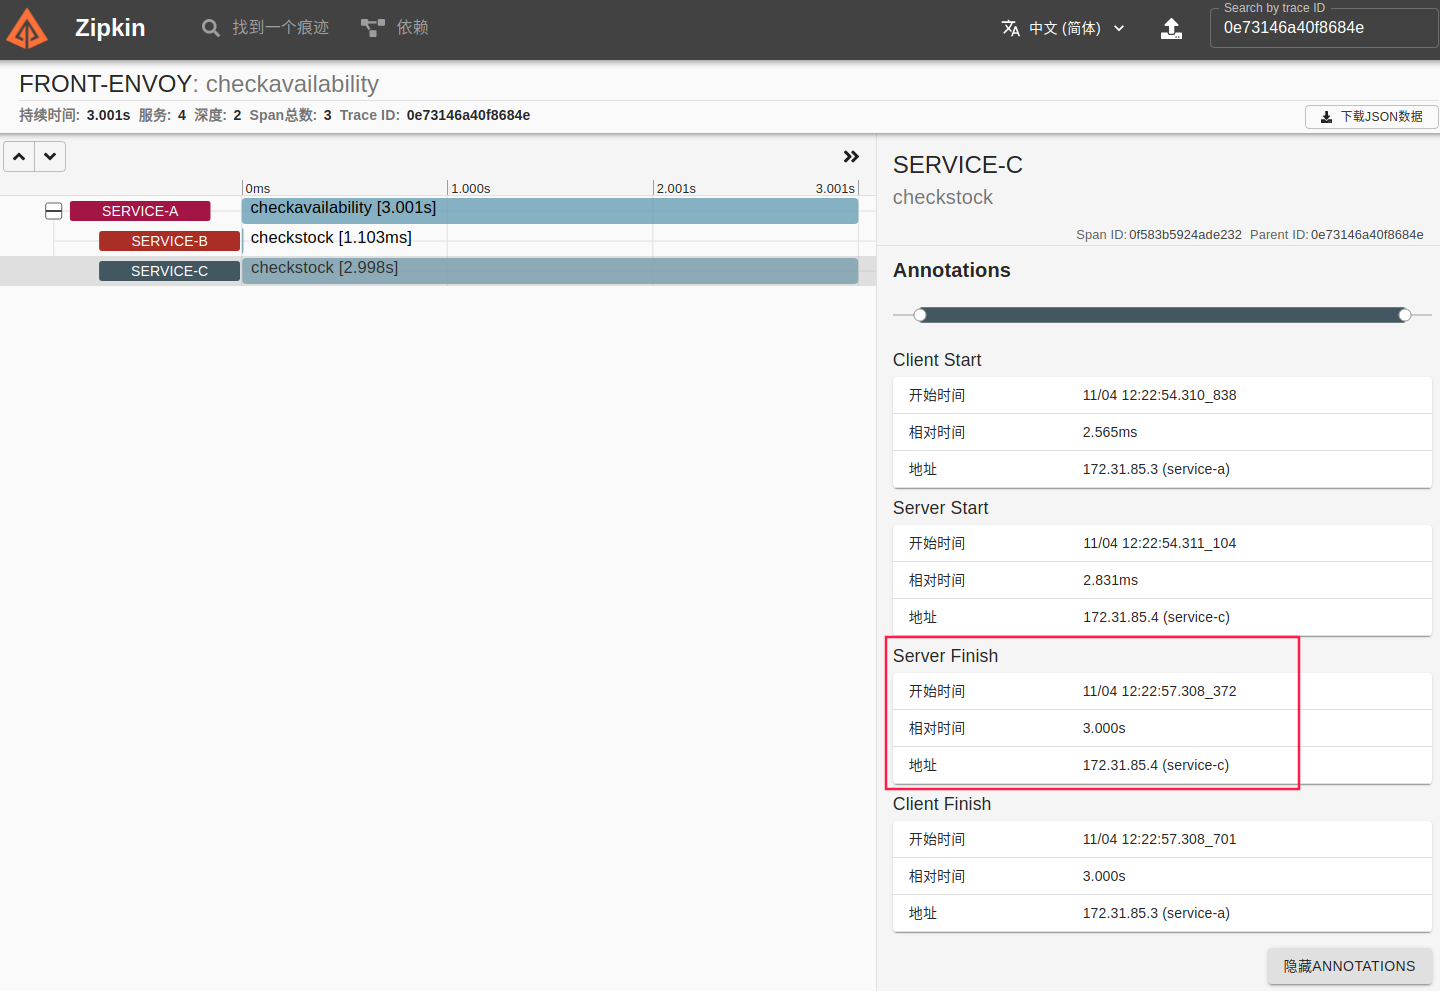 Zipkin
找到一个痕迹
依赖
中文 (简体)
Search by trace ID
0e73146a40f8684e
FRONT-ENVOY: checkavailability
持续时间: 3.001s 服务: 4 深度: 2 Span总数: 3 Trace ID: 0e73146a40f8684e
下载JSON数据
0ms 1.000s 2.001s 3.001s
SERVICE-A checkavailability [3.001s]
SERVICE-B checkstock [1.103ms]
SERVICE-C checkstock [2.998s]
SERVICE-C
checkstock
Span ID: 0f583b5924ade232 Parent ID: 0e73146a40f8684e
Annotations
Client Start
开始时间 11/04 12:22:54.310_838
相对时间 2.565ms
地址 172.31.85.3 (service-a)
Server Start
开始时间 11/04 12:22:54.311_104
相对时间 2.831ms
地址 172.31.85.4 (service-c)
Server Finish
开始时间 11/04 12:22:57.308_372
相对时间 3.000s
地址 172.31.85.4 (service-c)
Client Finish
开始时间 11/04 12:22:57.308_701
相对时间 3.000s
地址 172.31.85.3 (service-a)
隐藏ANNOTATIONS